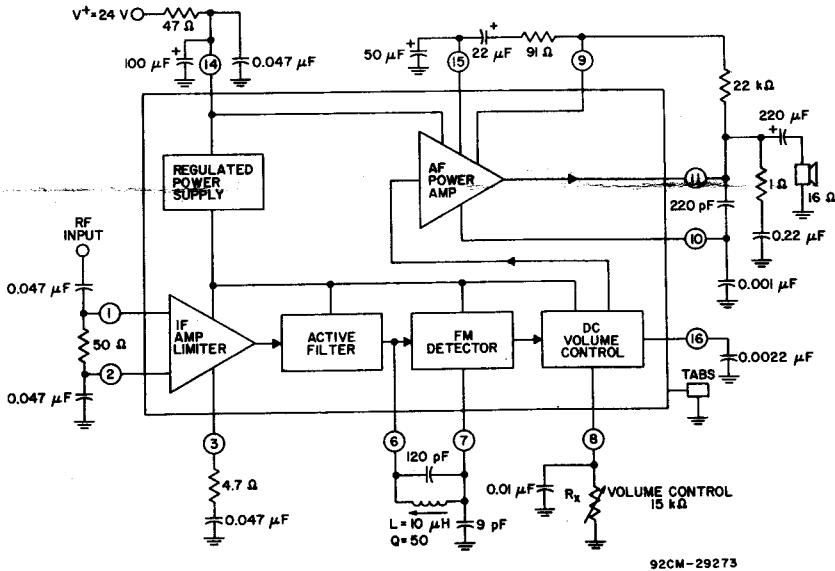 V+=24 V
47 Ω
100 µF
+
14
0.047 µF
50 µF
+
15
+
22 µF
91 Ω
9
22 kΩ
220 µF
+
REGULATED
POWER
SUPPLY
AF
POWER
AMP
11
1 Ω
16 Ω
220 pF
RF
INPUT
10
0.22 µF
0.047 µF
0.001 µF
1
IF
AMP
LIMITER
ACTIVE
FILTER
FM
DETECTOR
DC
VOLUME
CONTROL
16
50 Ω
0.0022 µF
2
TABS
0.047 µF
3
6
7
8
120 pF
4.7 Ω
0.01 µF
Rx
VOLUME CONTROL
15 kΩ
0.047 µF
L=10 µH
Q=50
9 pF
92CM-29273